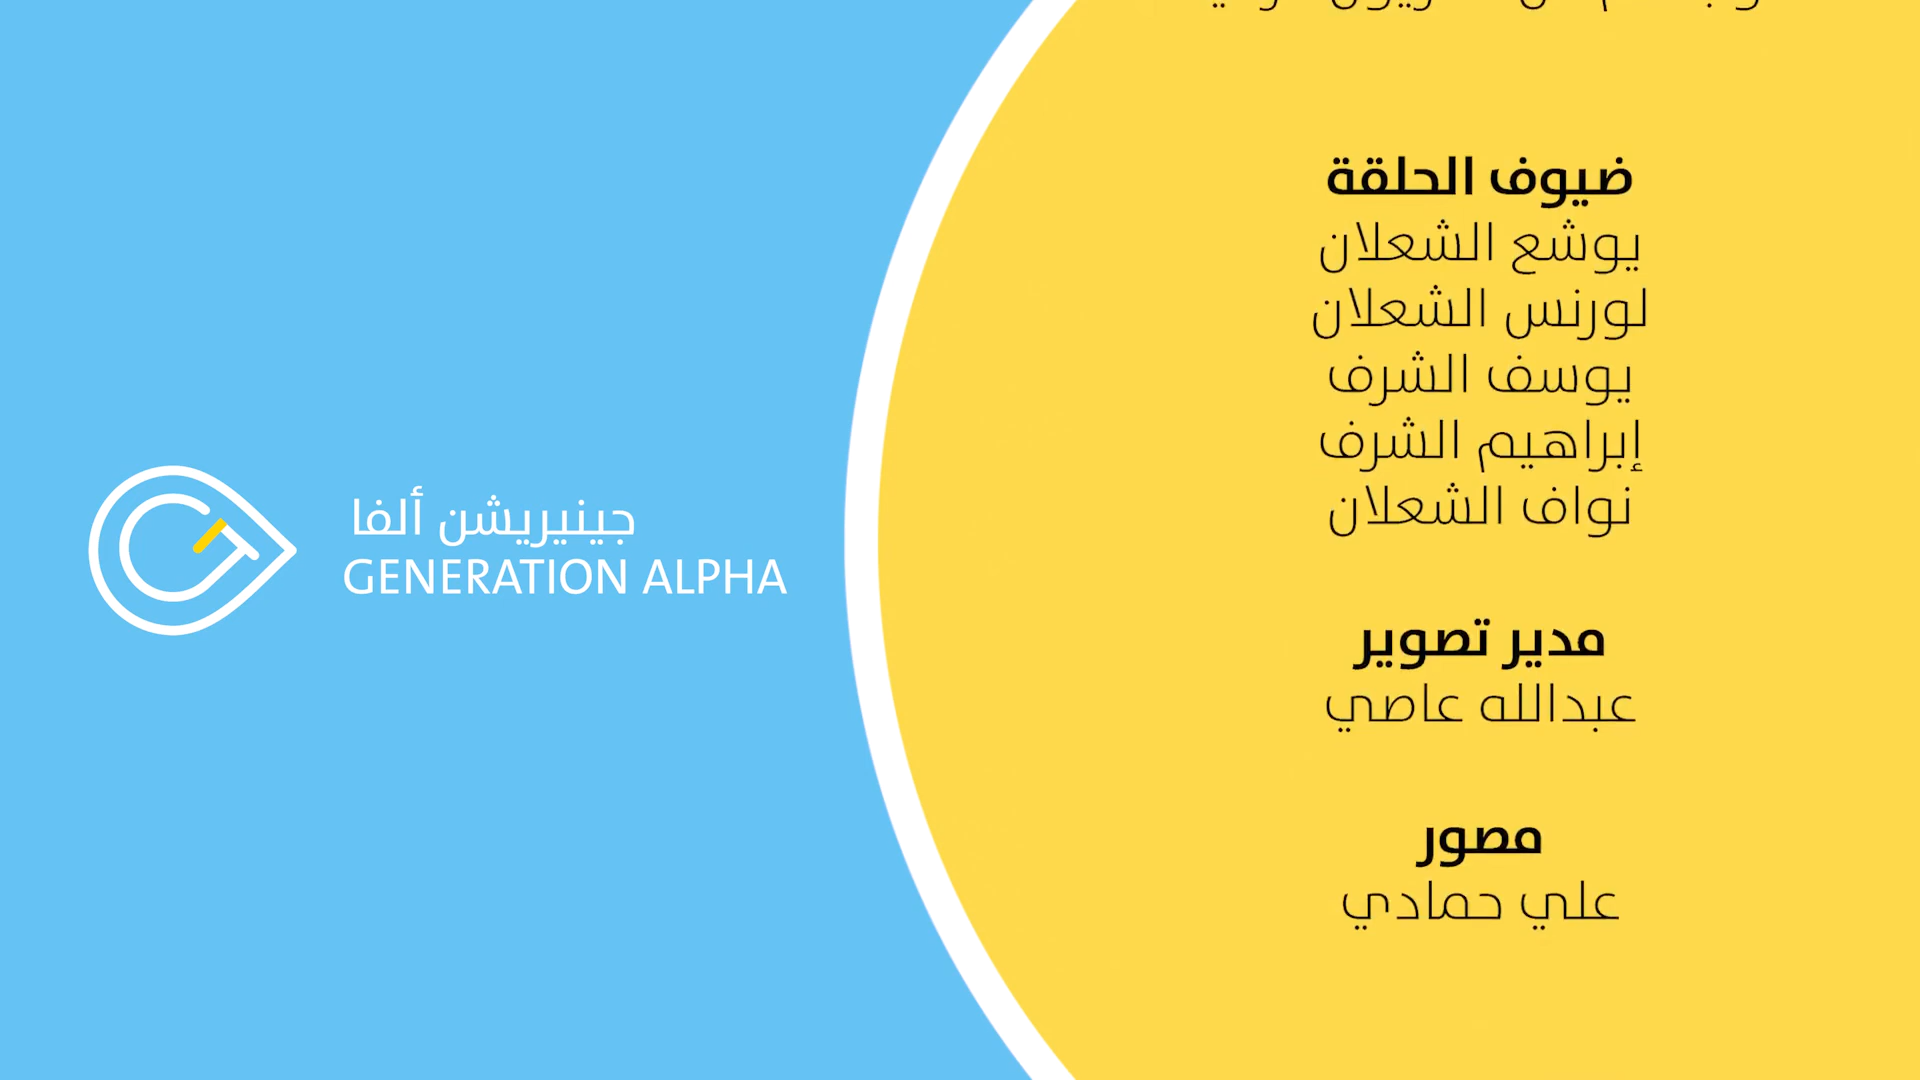 جينيريشن ألفا
GENERATION ALPHA
ضيوف الحلقة
يوشع الشعلان
لورنس الشعلان
يوسف الشرف
إبراهيم الشرف
نواف الشعلان
مدير تصوير
عبدالله عاصي
مصور
علي حمادي